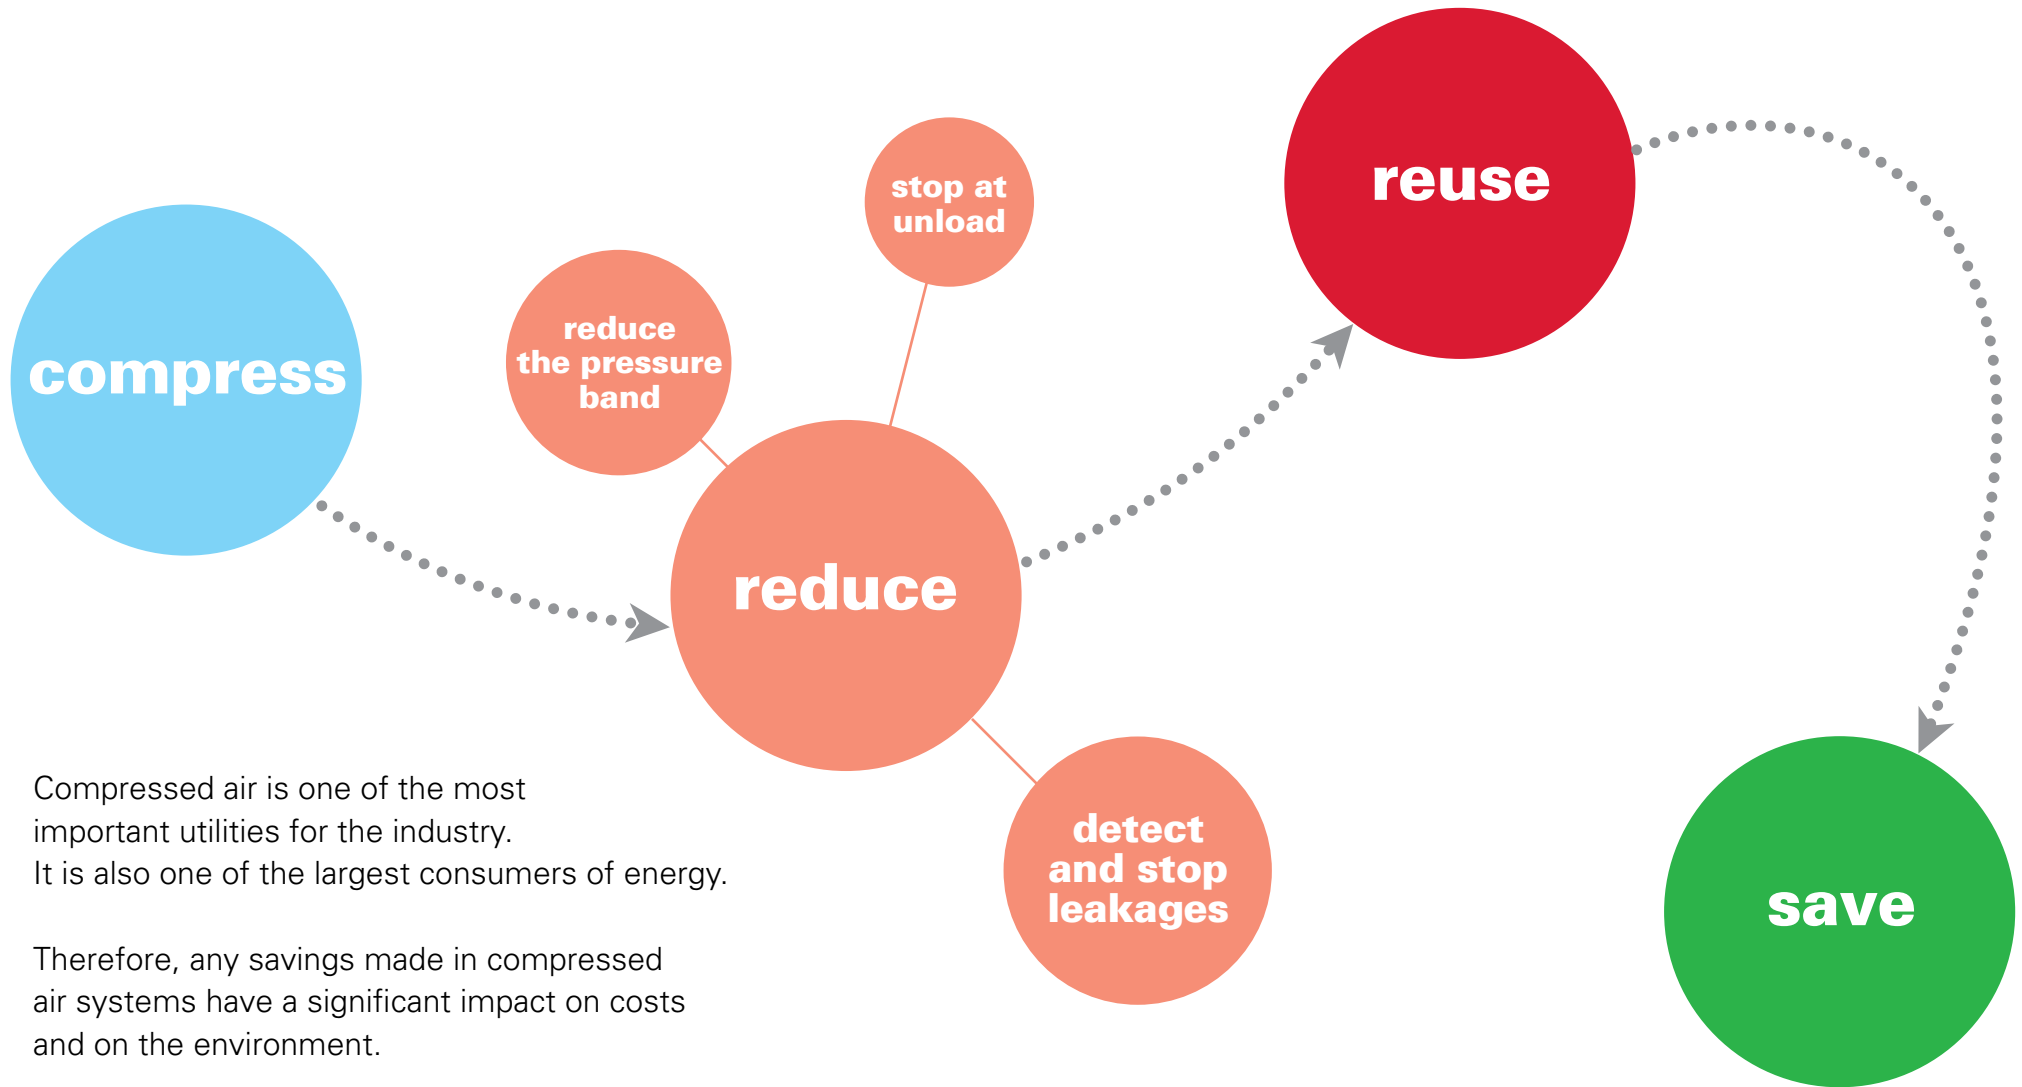 compress
reduce
the pressure
band
stop at
unload
reduce
reuse
detect
and stop
leakages
save
Compressed air is one of the most
important utilities for the industry.
It is also one of the largest consumers of energy.
Therefore, any savings made in compressed
air systems have a significant impact on costs
and on the environment.